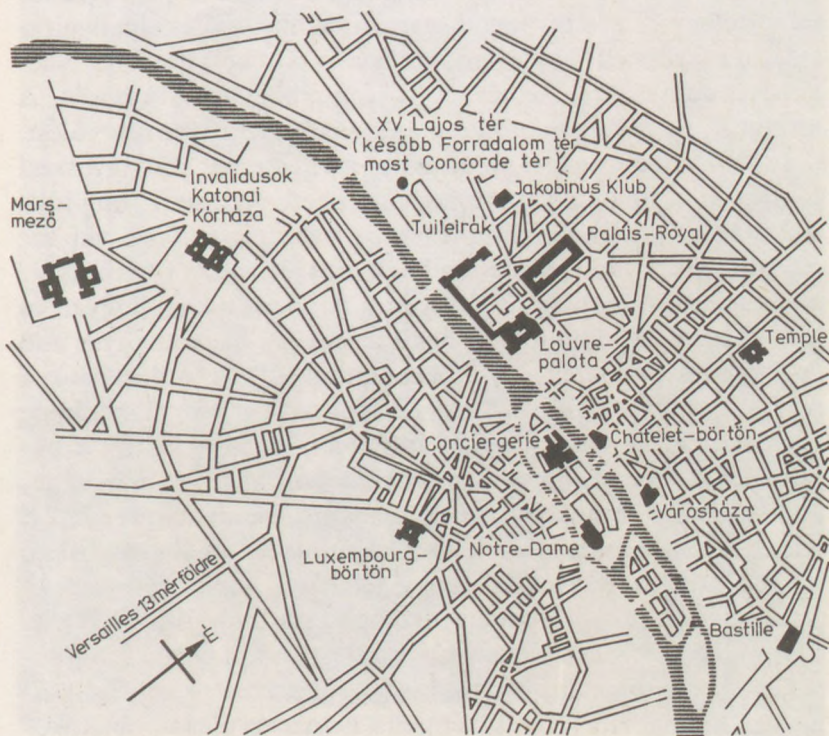 XV. Lajos tér
(később Forradalom tér
most Concorde tér)
Jakobinus Klub
Invalidusok
Katonai
Kórháza
Mars-
mező
Tuileirák
Palais-Royal
Louvre-
palota
Temple
Conciergerie
Châtelet-börtön
Városháza
Notre-Dame
Luxembourg-
börtön
Versailles 13 mérföldre
É
Bastille